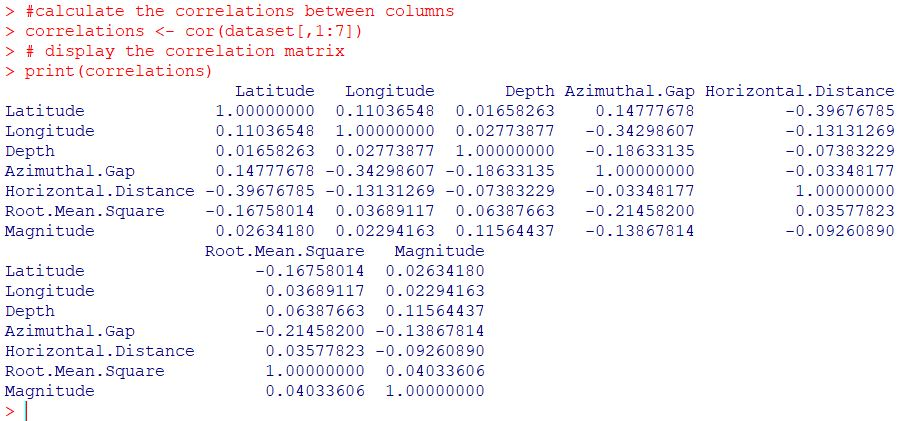 > #calculate the correlations between columns
> correlations <- cor(dataset[,1:7])
> # display the correlation matrix
> print(correlations)
                       Latitude   Longitude       Depth Azimuthal.Gap Horizontal.Distance
Latitude             1.00000000  0.11036548  0.01658263    0.14777678         -0.39676785
Longitude            0.11036548  1.00000000  0.02773877   -0.34298607         -0.13131269
Depth                0.01658263  0.02773877  1.00000000   -0.18633135         -0.07383229
Azimuthal.Gap        0.14777678 -0.34298607 -0.18633135    1.00000000         -0.03348177
Horizontal.Distance -0.39676785 -0.13131269 -0.07383229   -0.03348177          1.00000000
Root.Mean.Square    -0.16758014  0.03689117  0.06387663   -0.21458200          0.03577823
Magnitude            0.02634180  0.02294163  0.11564437   -0.13867814         -0.09260890
                    Root.Mean.Square   Magnitude
Latitude                 -0.16758014  0.02634180
Longitude                 0.03689117  0.02294163
Depth                     0.06387663  0.11564437
Azimuthal.Gap            -0.21458200 -0.13867814
Horizontal.Distance       0.03577823 -0.09260890
Root.Mean.Square          1.00000000  0.04033606
Magnitude                 0.04033606  1.00000000
>